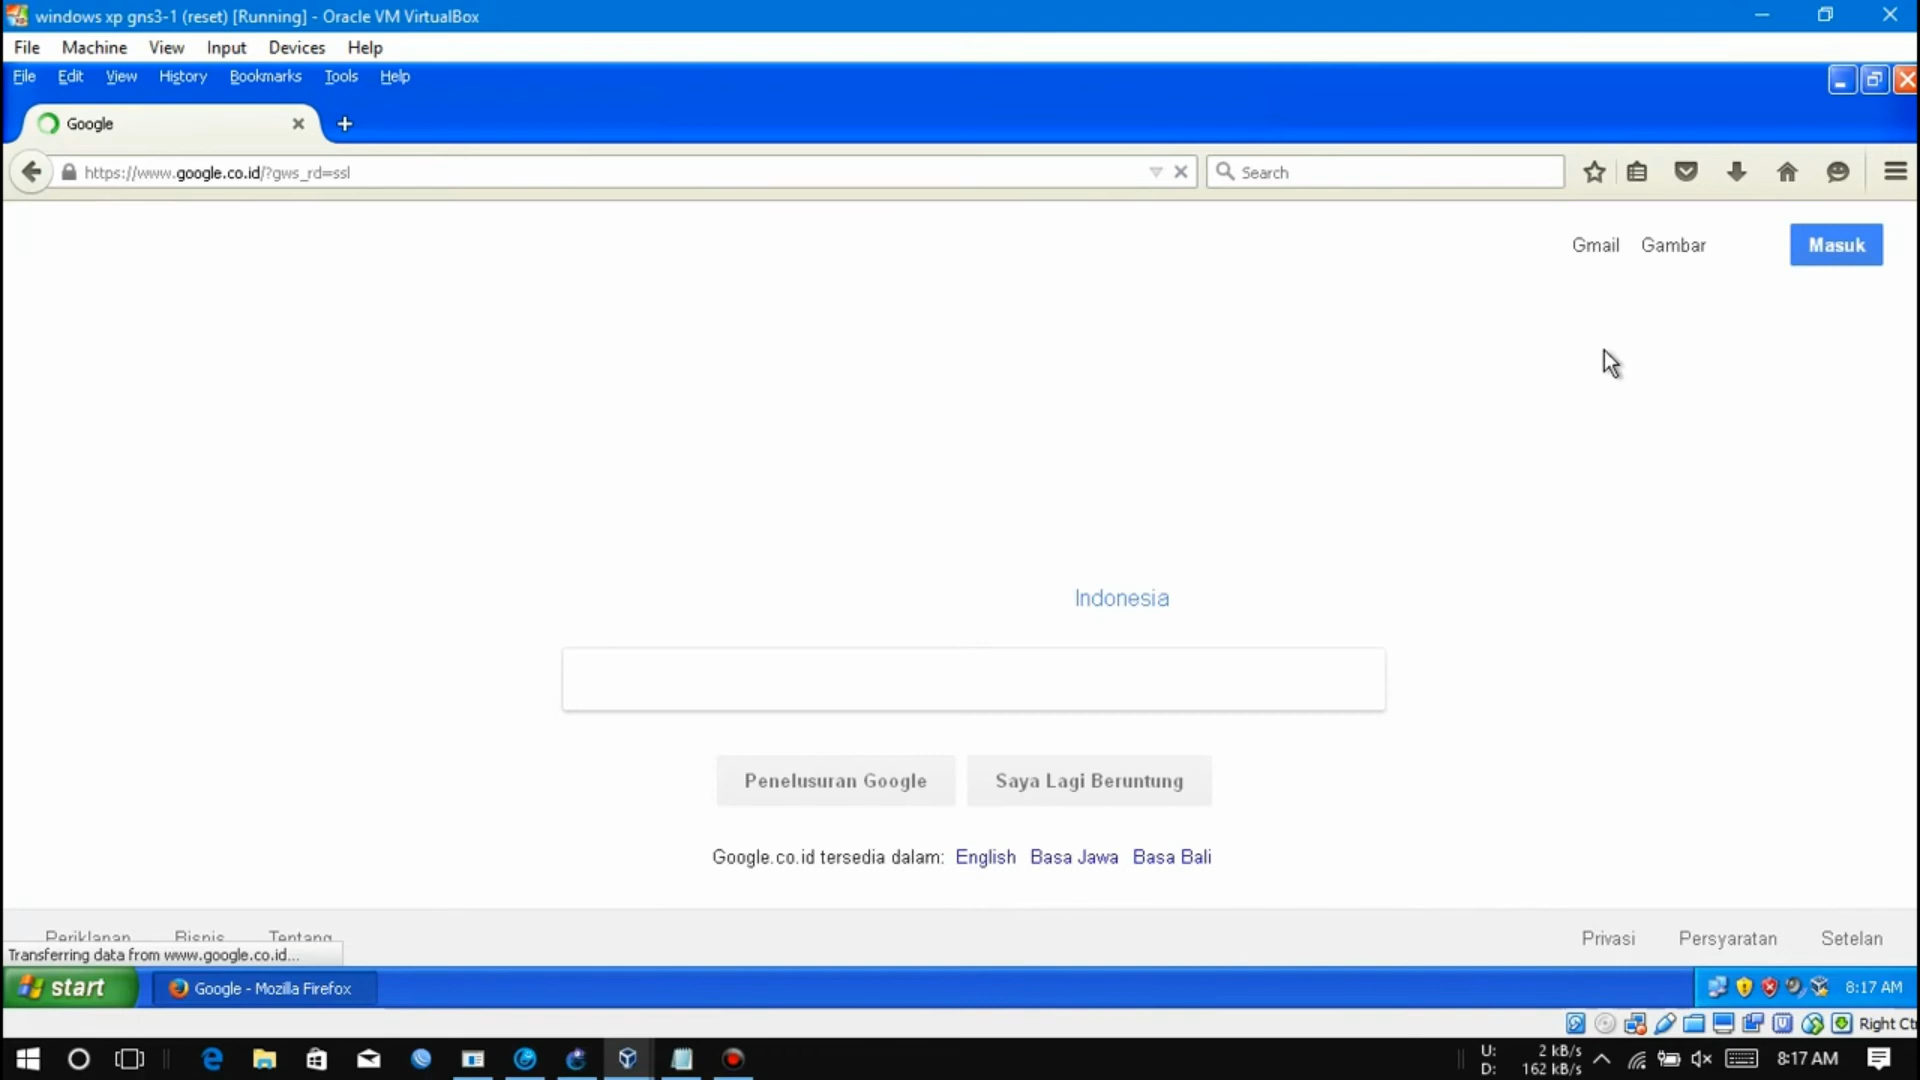 windows xp gns3-1 (reset) [Running] - Oracle VM VirtualBox
File Machine View Input Devices Help
File Edit View History Bookmarks Tools Help
Google
https://www.google.co.id/?gws_rd=ssl
Search
Gmail Gambar Masuk
Indonesia
Penelusuran Google Saya Lagi Beruntung
Google.co.id tersedia dalam: English Basa Jawa Basa Bali
Periklanan Bisnis Tentang Privasi Persyaratan Setelan
Transferring data from www.google.co.id...
start Google - Mozilla Firefox 8:17 AM
Right Ct
U: 2 kB/s
D: 162 kB/s
8:17 AM